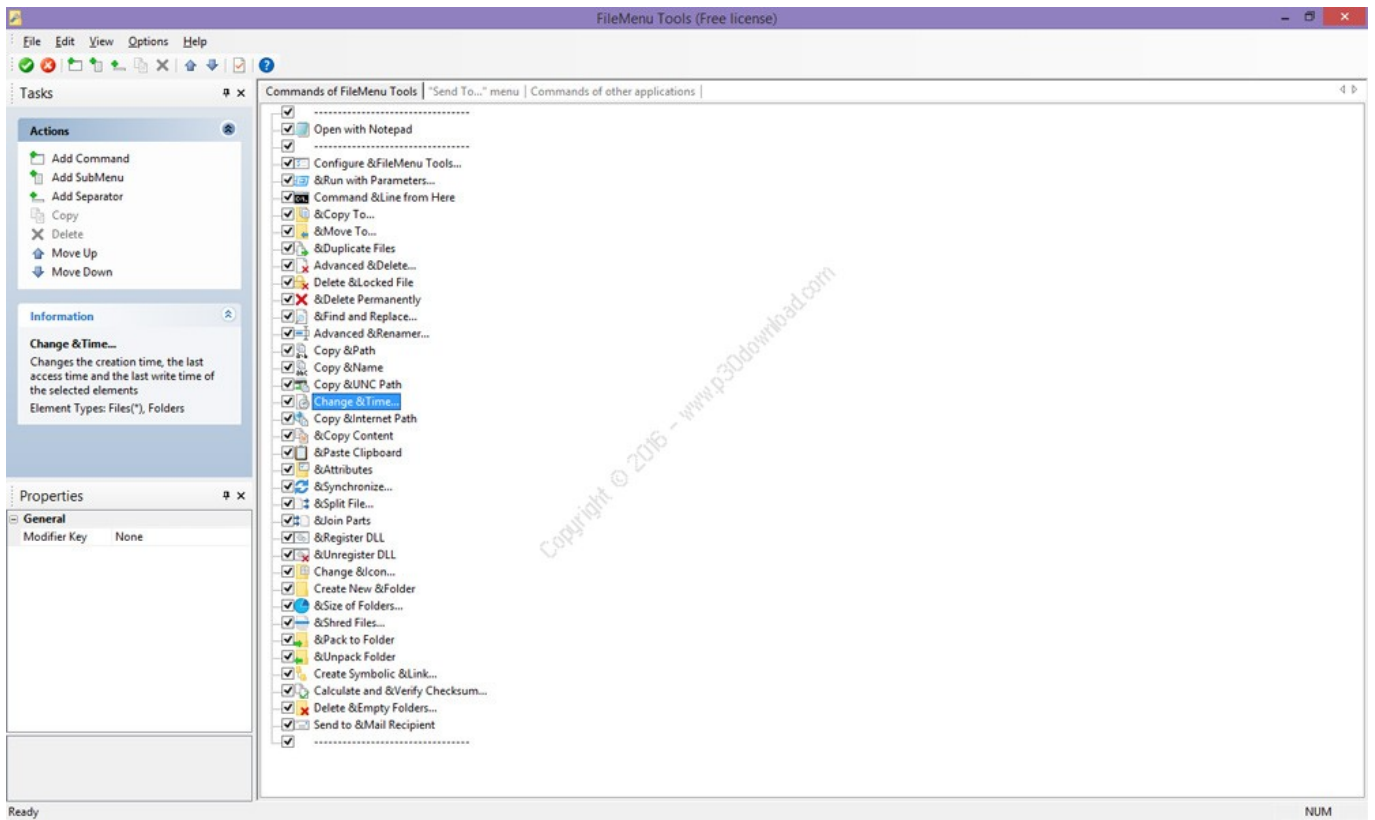 FileMenu Tools (Free license)
File Edit View Options Help
Tasks
Actions
Add Command
Add SubMenu
Add Separator
Copy
Delete
Move Up
Move Down
Information
Change &Time...
Changes the creation time, the last
access time and the last write time of
the selected elements
Element Types: Files(*), Folders
Properties
General
Modifier Key None
Commands of FileMenu Tools "Send To..." menu Commands of other applications
--------------------------------
Open with Notepad
--------------------------------
Configure &FileMenu Tools...
&Run with Parameters...
Command &Line from Here
&Copy To...
&Move To...
&Duplicate Files
Advanced &Delete...
Delete &Locked File
&Delete Permanently
&Find and Replace...
Advanced &Renamer...
Copy &Path
Copy &Name
Copy &UNC Path
Change &Time...
Copy &Internet Path
&Copy Content
&Paste Clipboard
&Attributes
&Synchronize...
&Split File...
&Join Parts
&Register DLL
&Unregister DLL
Change &Icon...
Create New &Folder
&Size of Folders...
&Shred Files...
&Pack to Folder
&Unpack Folder
Create Symbolic &Link...
Calculate and &Verify Checksum...
Delete &Empty Folders...
Send to &Mail Recipient
--------------------------------
Copyright © 2016 - www.p30download.com
Ready NUM